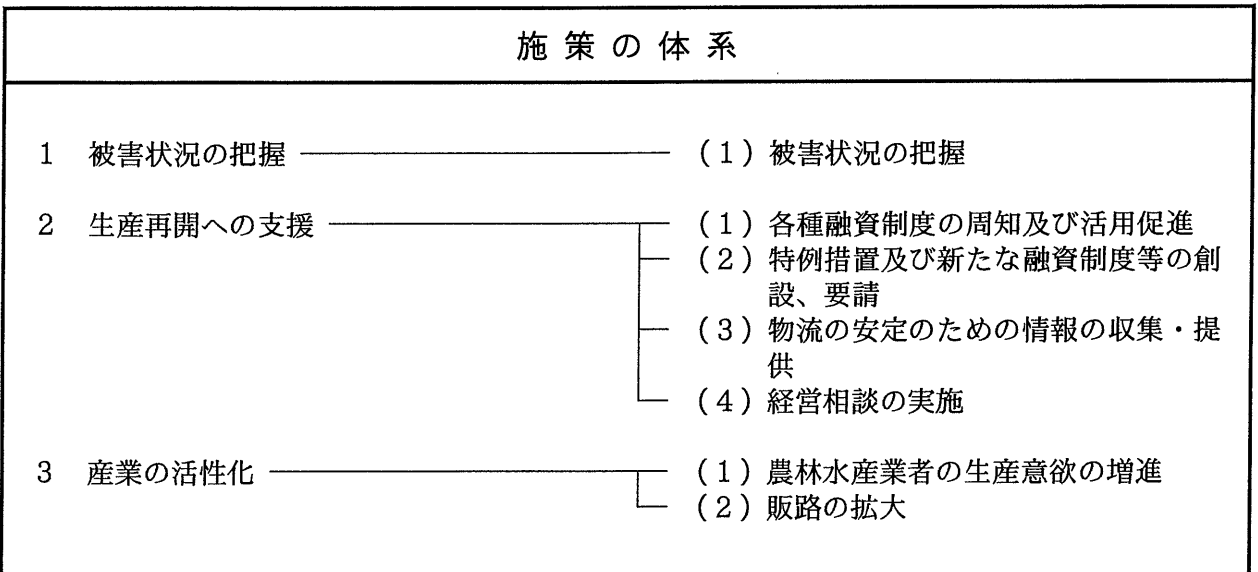 施策の体系
1 被害状況の把握 (1)被害状況の把握
2 生産再開への支援 (1)各種融資制度の周知及び活用促進
(2)特例措置及び新たな融資制度等の創
設、要請
(3)物流の安定のための情報の収集・提
供
(4)経営相談の実施
3 産業の活性化 (1)農林水産業者の生産意欲の増進
(2)販路の拡大